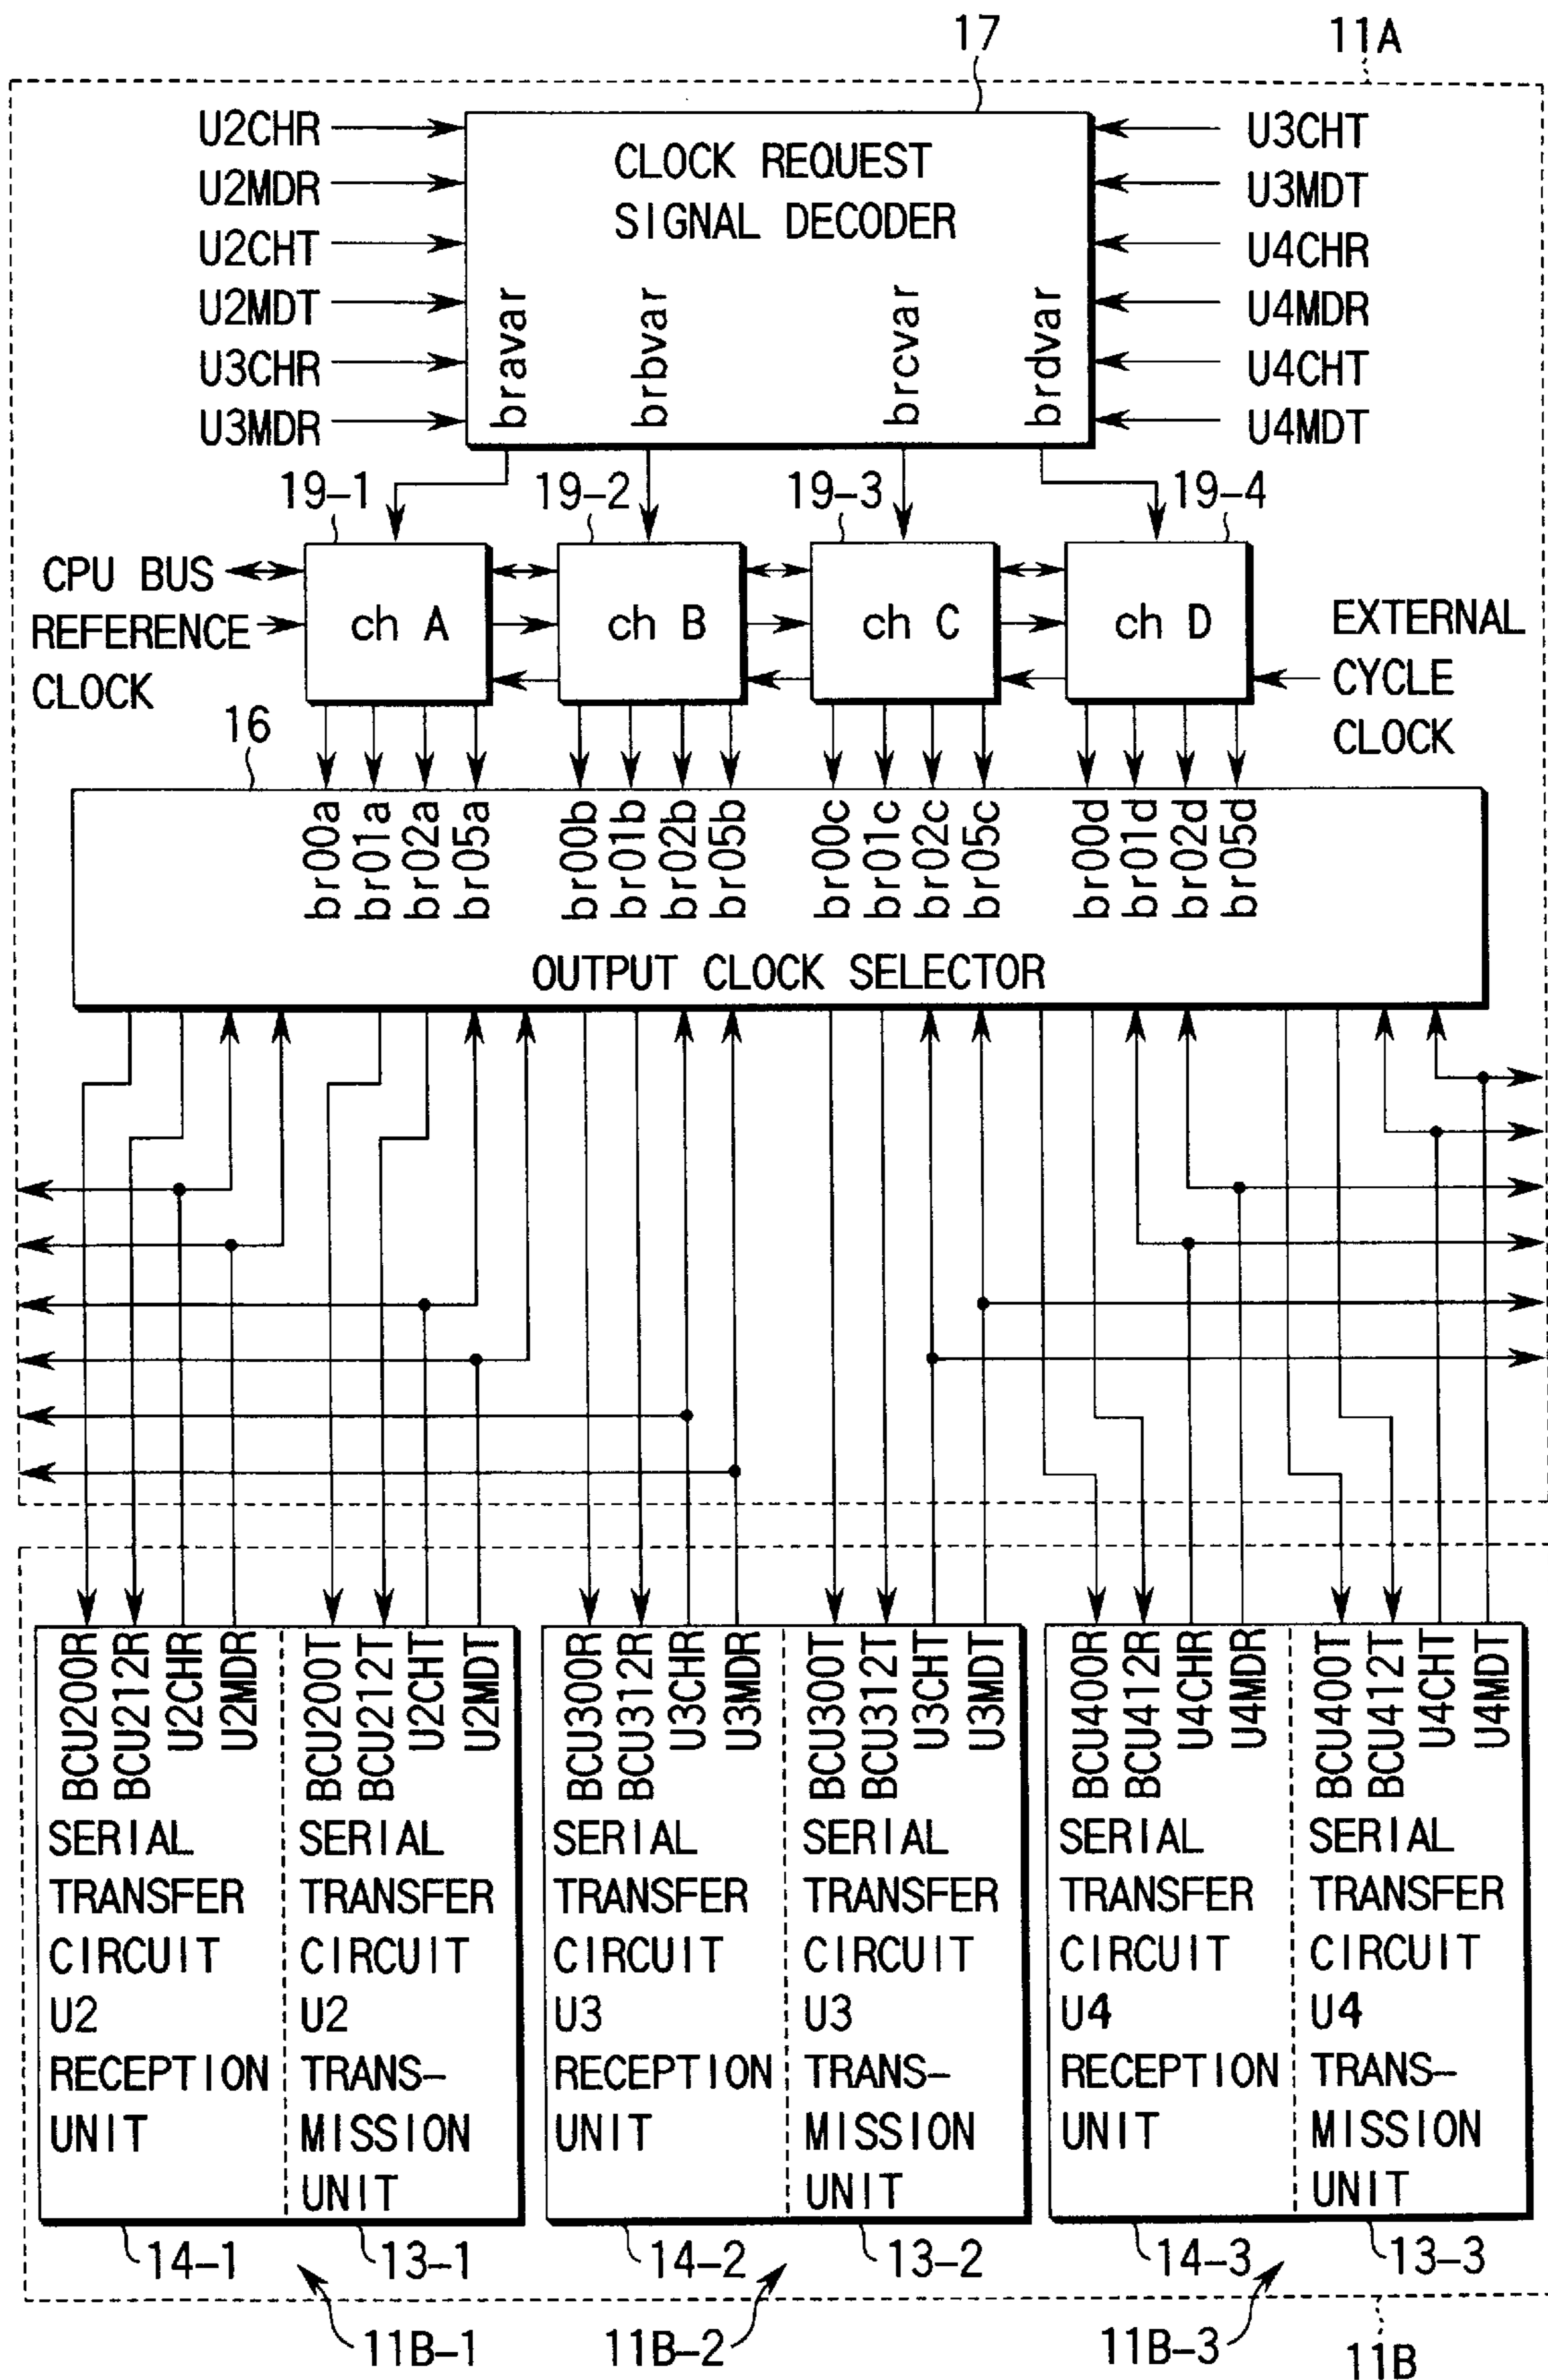 17
11A
U2CHR
U2MDR
U2CHT
U2MDT
U3CHR
U3MDR
CLOCK REQUEST
SIGNAL DECODER
bravar
brbvar
brcvar
brdvar
U3CHT
U3MDT
U4CHR
U4MDR
U4CHT
U4MDT
19-1
19-2
19-3
19-4
CPU BUS
REFERENCE
CLOCK
ch A
ch B
ch C
ch D
EXTERNAL
CYCLE
CLOCK
16
br00a
br01a
br02a
br05a
br00b
br01b
br02b
br05b
br00c
br01c
br02c
br05c
br00d
br01d
br02d
br05d
OUTPUT CLOCK SELECTOR
BCU200R
BCU212R
U2CHR
U2MDR
BCU200T
BCU212T
U2CHT
U2MDT
BCU300R
BCU312R
U3CHR
U3MDR
BCU300T
BCU312T
U3CHT
U3MDT
BCU400R
BCU412R
U4CHR
U4MDR
BCU400T
BCU412T
U4CHT
U4MDT
SERIAL
TRANSFER
CIRCUIT
U2
RECEPTION
UNIT
SERIAL
TRANSFER
CIRCUIT
U2
TRANS-
MISSION
UNIT
SERIAL
TRANSFER
CIRCUIT
U3
RECEPTION
UNIT
SERIAL
TRANSFER
CIRCUIT
U3
TRANS-
MISSION
UNIT
SERIAL
TRANSFER
CIRCUIT
U4
RECEPTION
UNIT
SERIAL
TRANSFER
CIRCUIT
U4
TRANS-
MISSION
UNIT
14-1
13-1
14-2
13-2
14-3
13-3
11B-1
11B-2
11B-3
11B